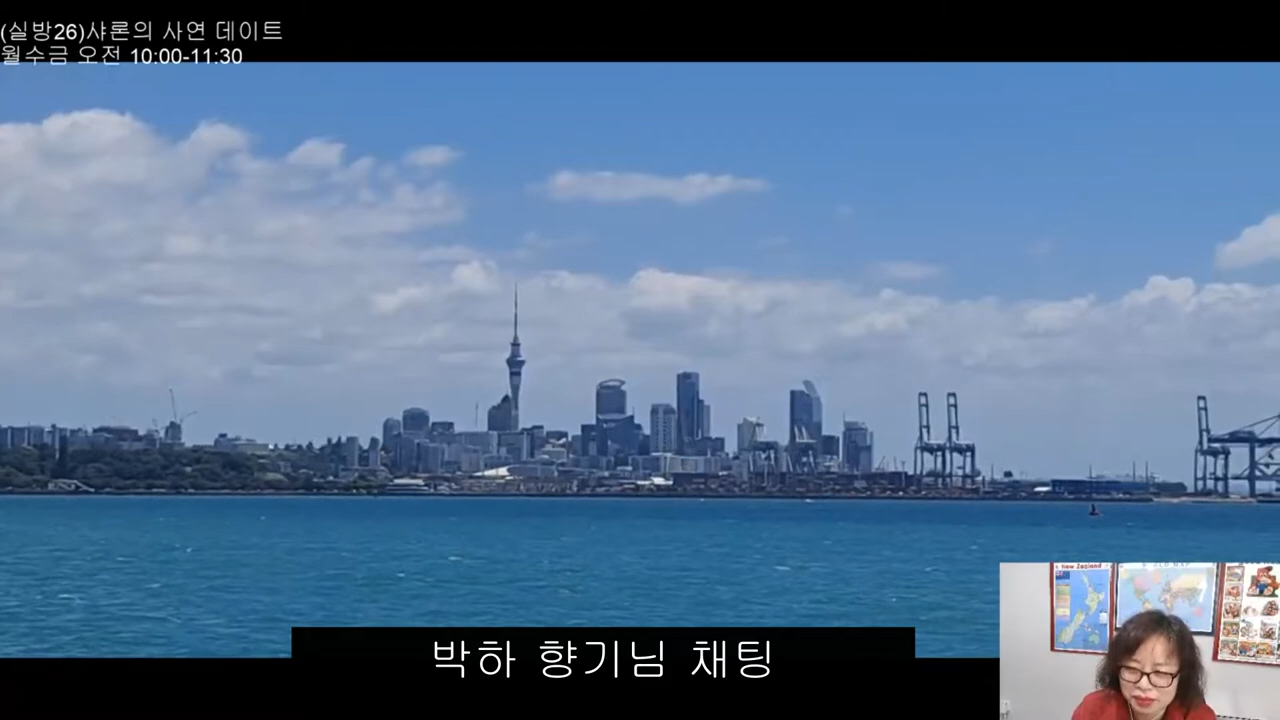 (실방26)샤론의 사연 데이트
월수금 오전 10:00-11:30
New Zealand
박하 향기님 채팅